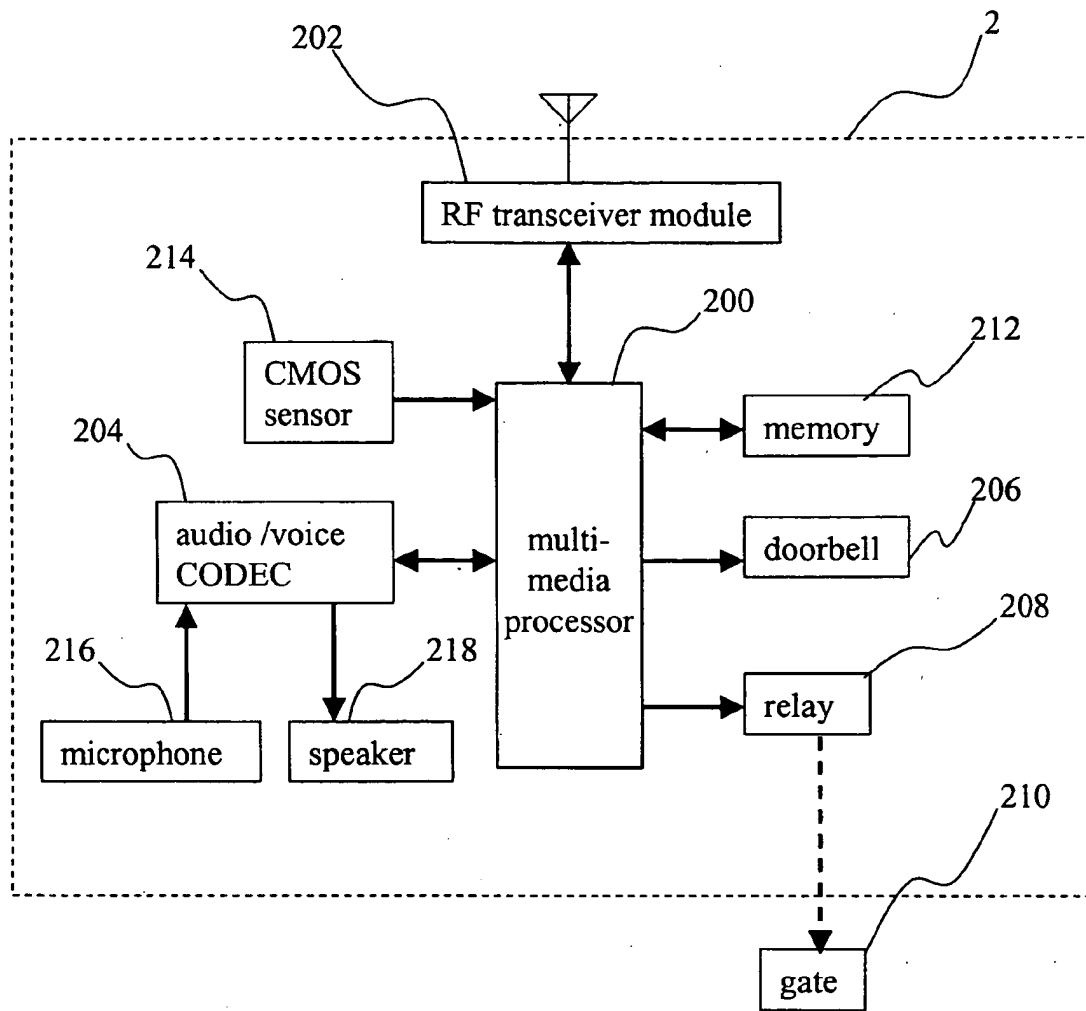 2
202
RF transceiver module
214
200
212
CMOS
sensor
memory
204
206
audio /voice
CODEC
doorbell
multi-
media
processor
208
216
218
relay
microphone
speaker
210
gate